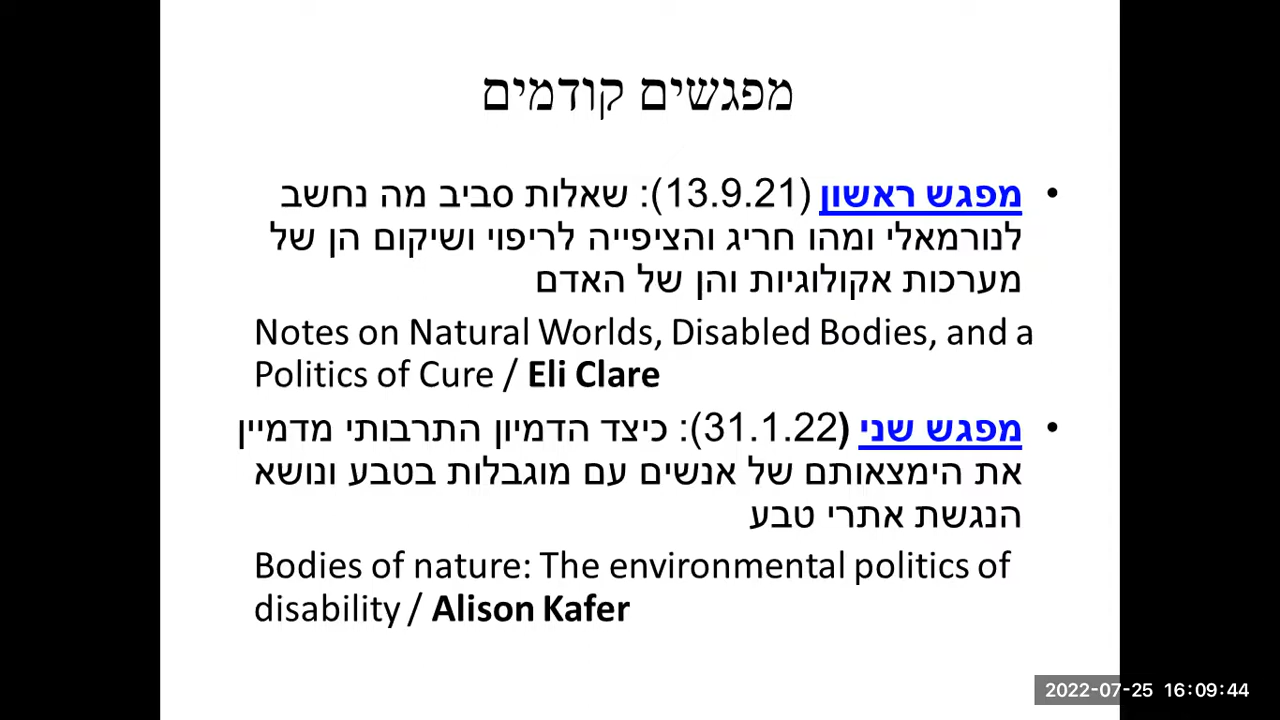 מפגשים קודמים
• מפגש ראשון (13.9.21): שאלות סביב מה נחשב
לנורמאלי ומהו חריג והציפייה לריפוי ושיקום הן של
מערכות אקולוגיות והן של האדם
Notes on Natural Worlds, Disabled Bodies, and a
Politics of Cure / Eli Clare
• מפגש שני (31.1.22): כיצד הדמיון התרבותי מדמיין
את הימצאותם של אנשים עם מוגבלות בטבע ונושא
הנגשת אתרי טבע
Bodies of nature: The environmental politics of
disability / Alison Kafer
2022-07-25 16:09:44